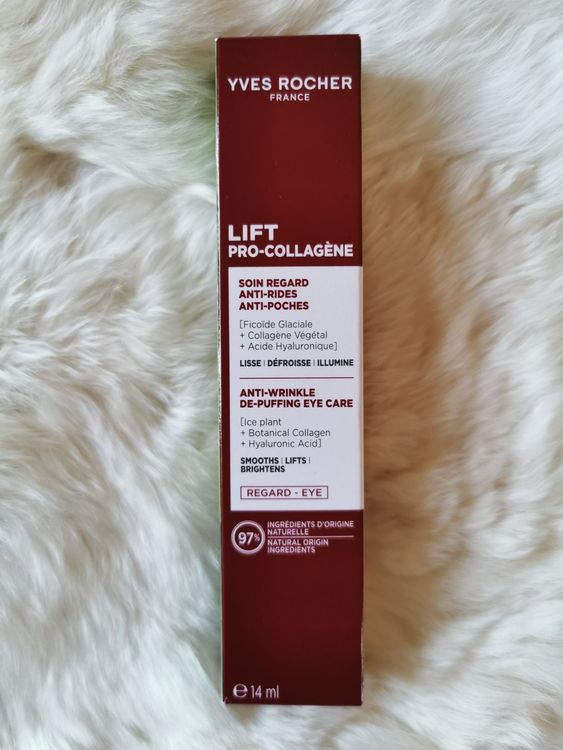 YVES ROCHER
FRANCE
LIFT
PRO-COLLAGÈNE
SOIN REGARD
ANTI-RIDES
ANTI-POCHES
[Ficoïde Glaciale
+ Collagène Végétal
+ Acide Hyaluronique]
LISSE | DÉFROISSE | ILLUMINE
ANTI-WRINKLE
DE-PUFFING EYE CARE
[Ice plant
+ Botanical Collagen
+ Hyaluronic Acid]
SMOOTHS | LIFTS |
BRIGHTENS
REGARD - EYE
97%
INGRÉDIENTS D'ORIGINE
NATURELLE
NATURAL ORIGIN
INGREDIENTS
℮ 14 ml